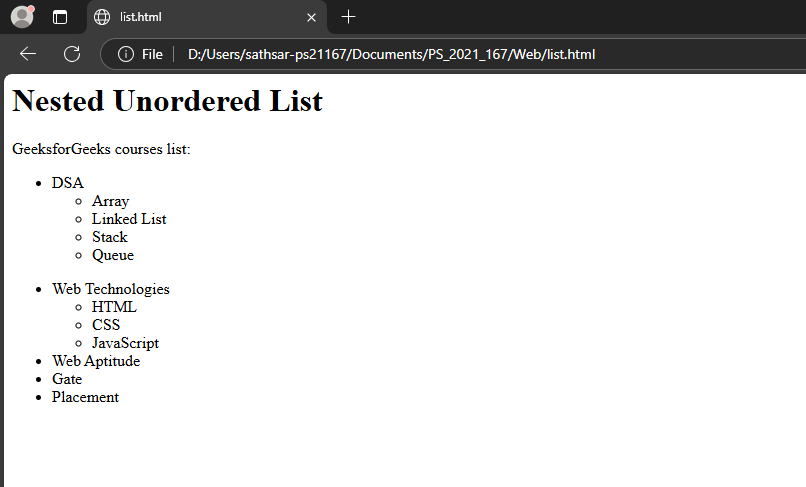 list.html
File
D:/Users/sathsar-ps21167/Documents/PS_2021_167/Web/list.html
Nested Unordered List
GeeksforGeeks courses list:
DSA
Array
Linked List
Stack
Queue
Web Technologies
HTML
CSS
JavaScript
Web Aptitude
Gate
Placement